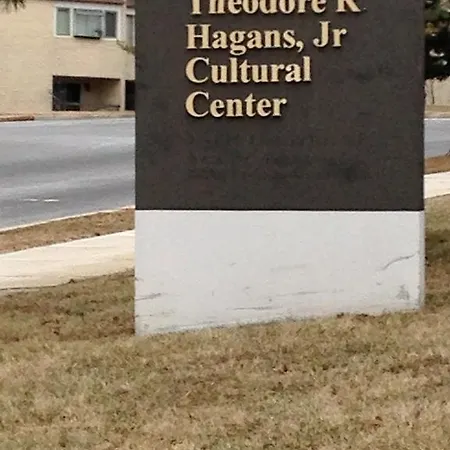 Theodore R
Hagans, Jr
Cultural
Center